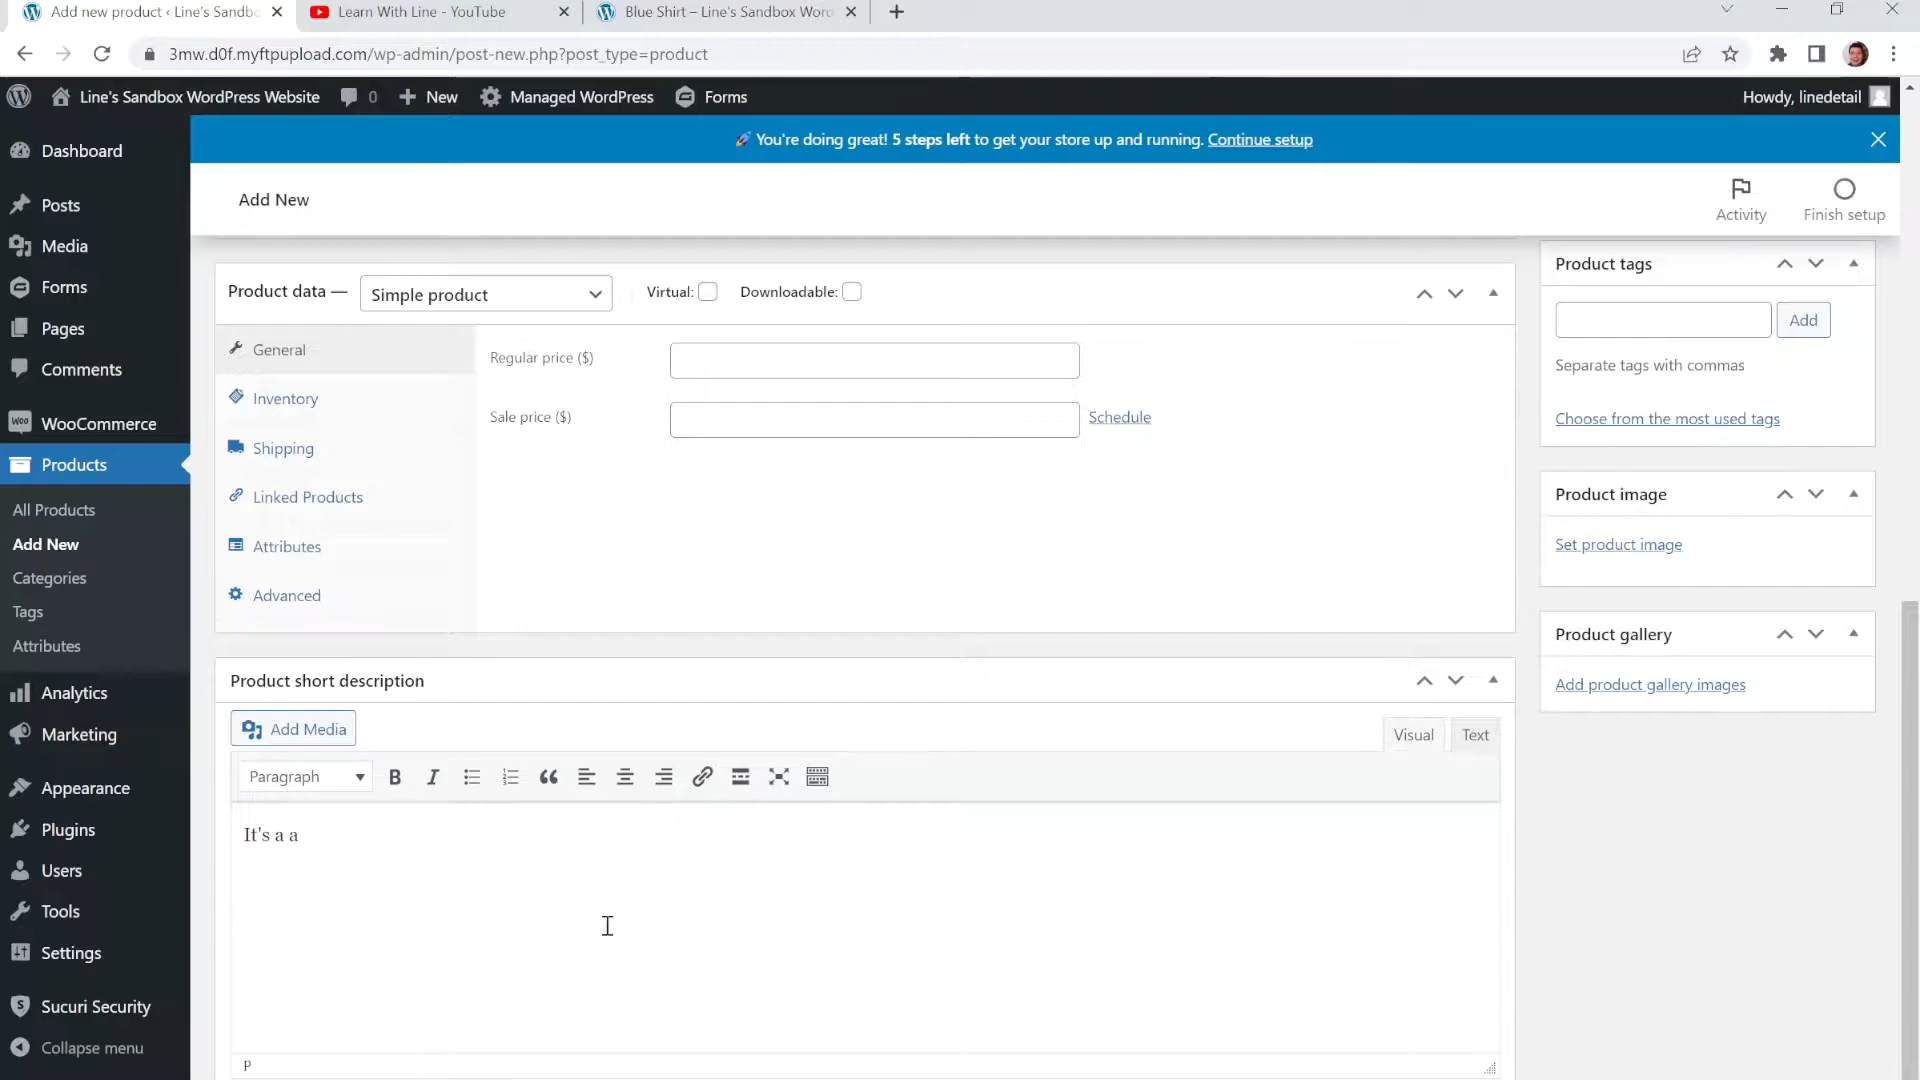 Add new product ‹ Line's Sandbo
Learn With Line - YouTube
Blue Shirt – Line's Sandbox Word
3mw.d0f.myftpupload.com/wp-admin/post-new.php?post_type=product
Line's Sandbox WordPress Website
0
New
Managed WordPress
Forms
Howdy, linedetail
Dashboard
Posts
Media
Forms
Pages
Comments
WOO
WooCommerce
Products
All Products
Add New
Categories
Tags
Attributes
Analytics
Marketing
Appearance
Plugins
Users
Tools
Settings
Sucuri Security
Collapse menu
🚀 You're doing great! 5 steps left to get your store up and running. Continue setup
Add New
Activity
Finish setup
Product data —
Simple product
Virtual:
Downloadable:
General
Inventory
Shipping
Linked Products
Attributes
Advanced
Regular price ($)
Sale price ($)
Schedule
Product short description
Add Media
Visual
Text
Paragraph
B
I
It's a a
P
Product tags
Add
Separate tags with commas
Choose from the most used tags
Product image
Set product image
Product gallery
Add product gallery images